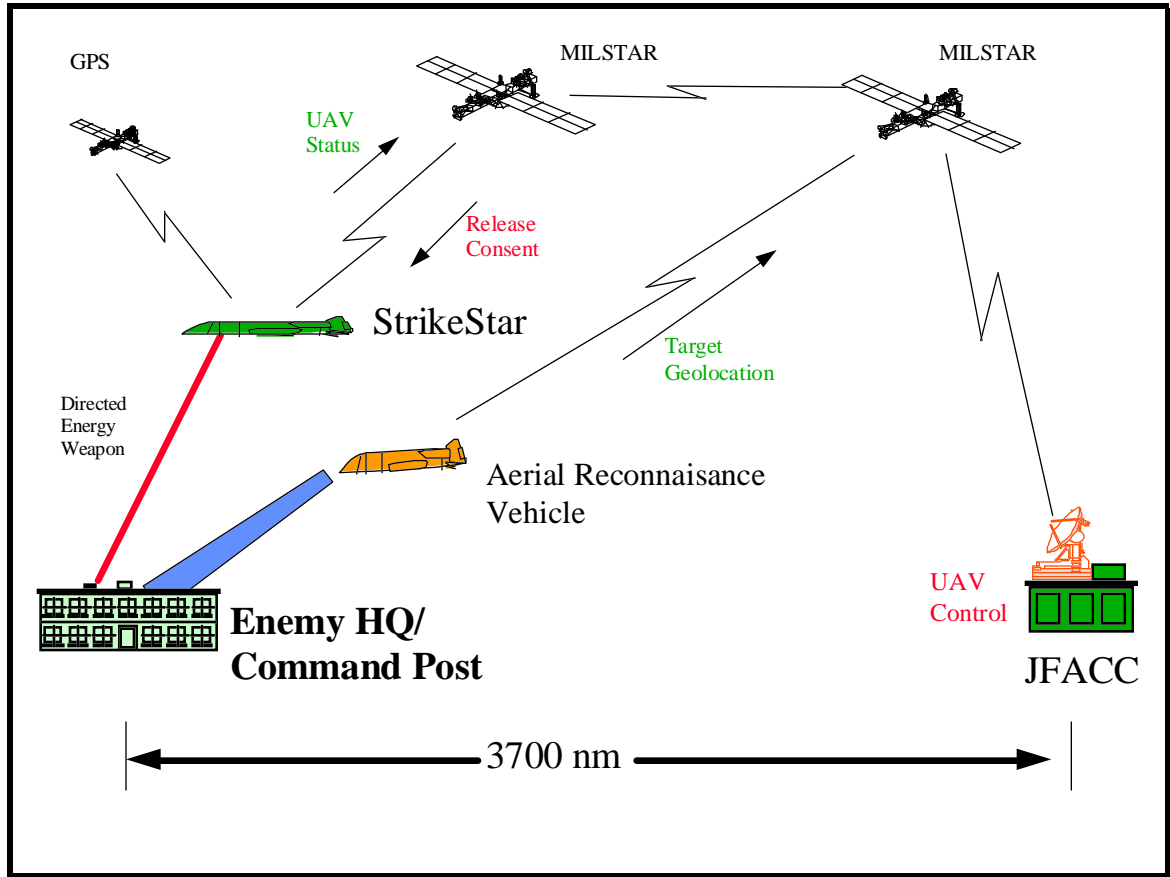 GPS
MILSTAR
MILSTAR
UAV
Status
Release
Consent
StrikeStar
Target
Geolocation
Directed
Energy
Weapon
Aerial Reconnaisance
Vehicle
UAV
Control
Enemy HQ/
Command Post
JFACC
3700 nm